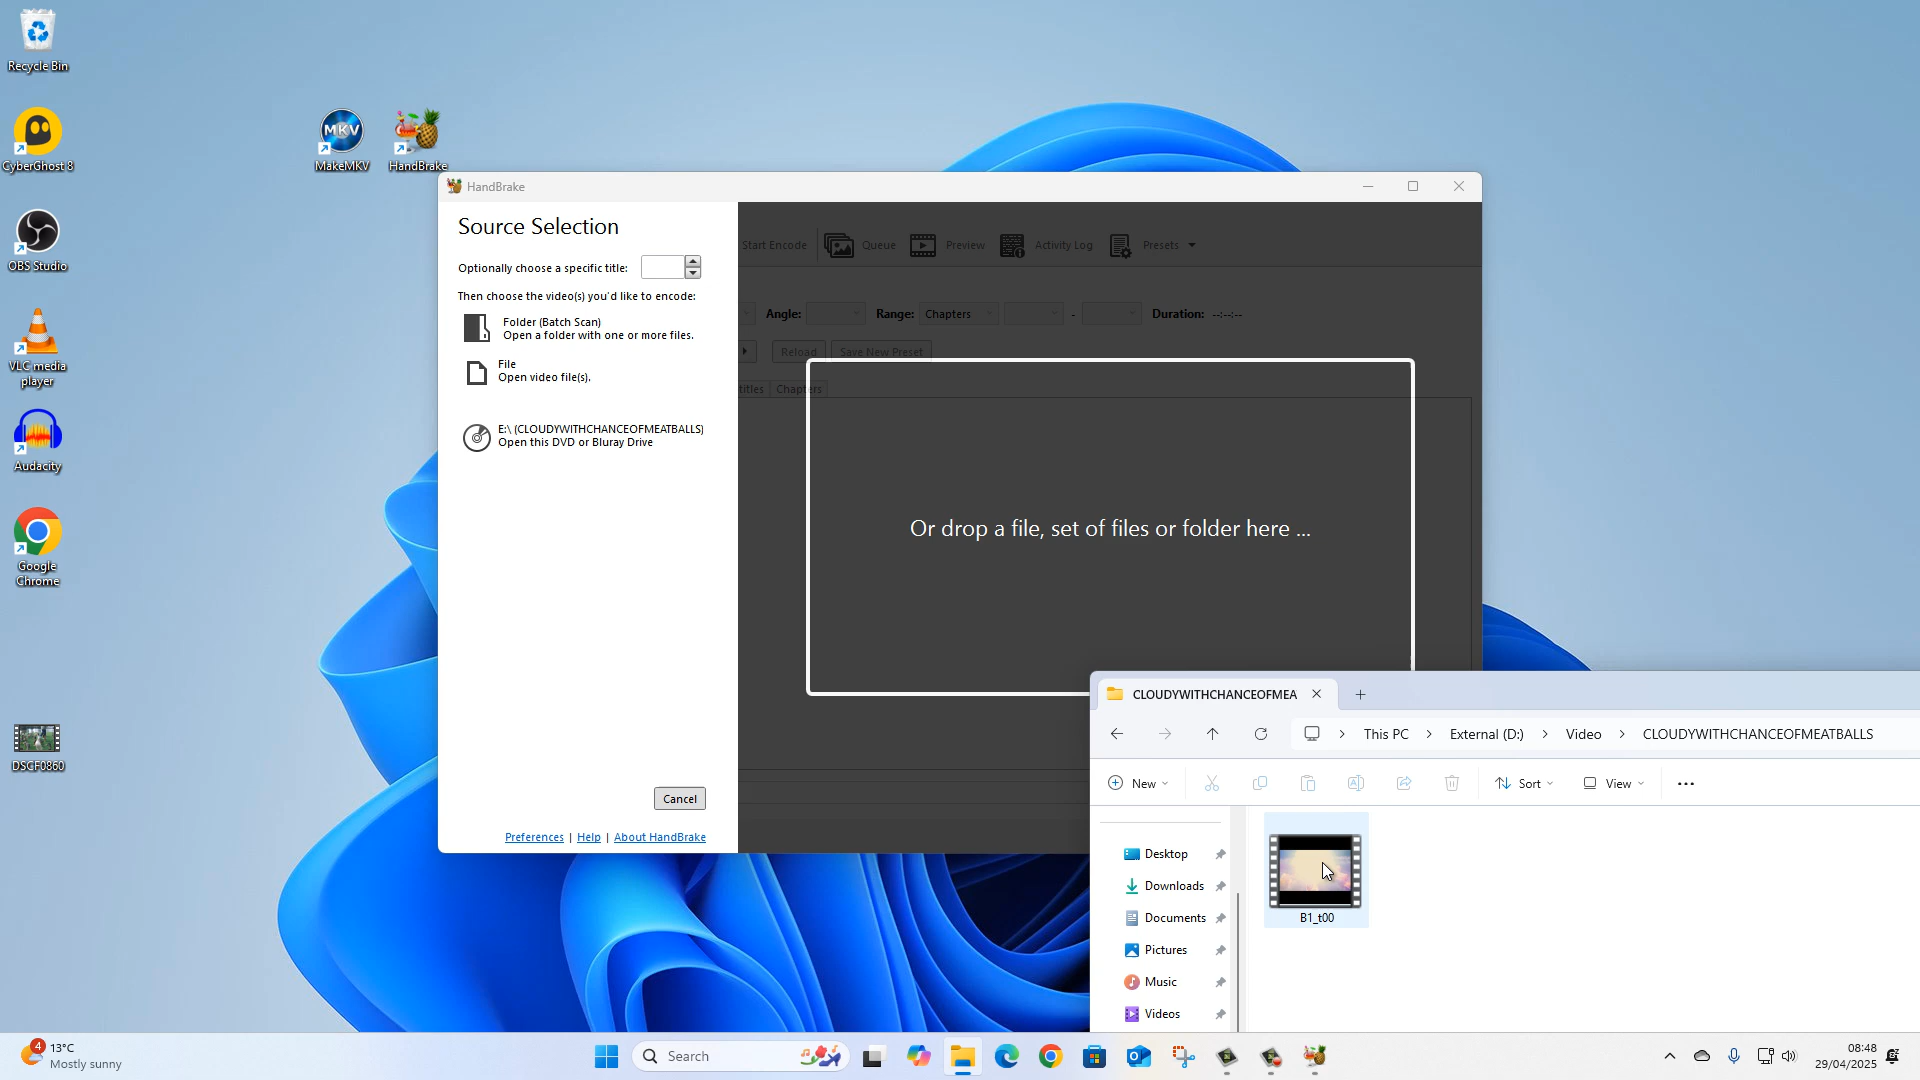 Recycle Bin
CyberGhost 8
OBS Studio
VLC media
player
Audacity
Google
Chrome
DSCF0860
MKV
MakeMKV
HandBrake
HandBrake
Source Selection
Optionally choose a specific title:
Then choose the video(s) you'd like to encode:
Folder (Batch Scan)
Open a folder with one or more files.
File
Open video file(s).
E:\ (CLOUDYWITHCHANCEOFMEATBALLS)
Open this DVD or Bluray Drive
Cancel
Preferences | Help | About HandBrake
Start Encode
Queue
Preview
Activity Log
Presets
Angle:
Range:
Chapters
-
Duration:
--:--:--
Reload
Save New Preset
titles
Chapters
Or drop a file, set of files or folder here ...
CLOUDYWITHCHANCEOFMEA
This PC > External (D:) > Video > CLOUDYWITHCHANCEOFMEATBALLS
New
Sort
View
Desktop
Downloads
Documents
Pictures
Music
Videos
B1_t00
4
13°C
Mostly sunny
Search
08:48
29/04/2025